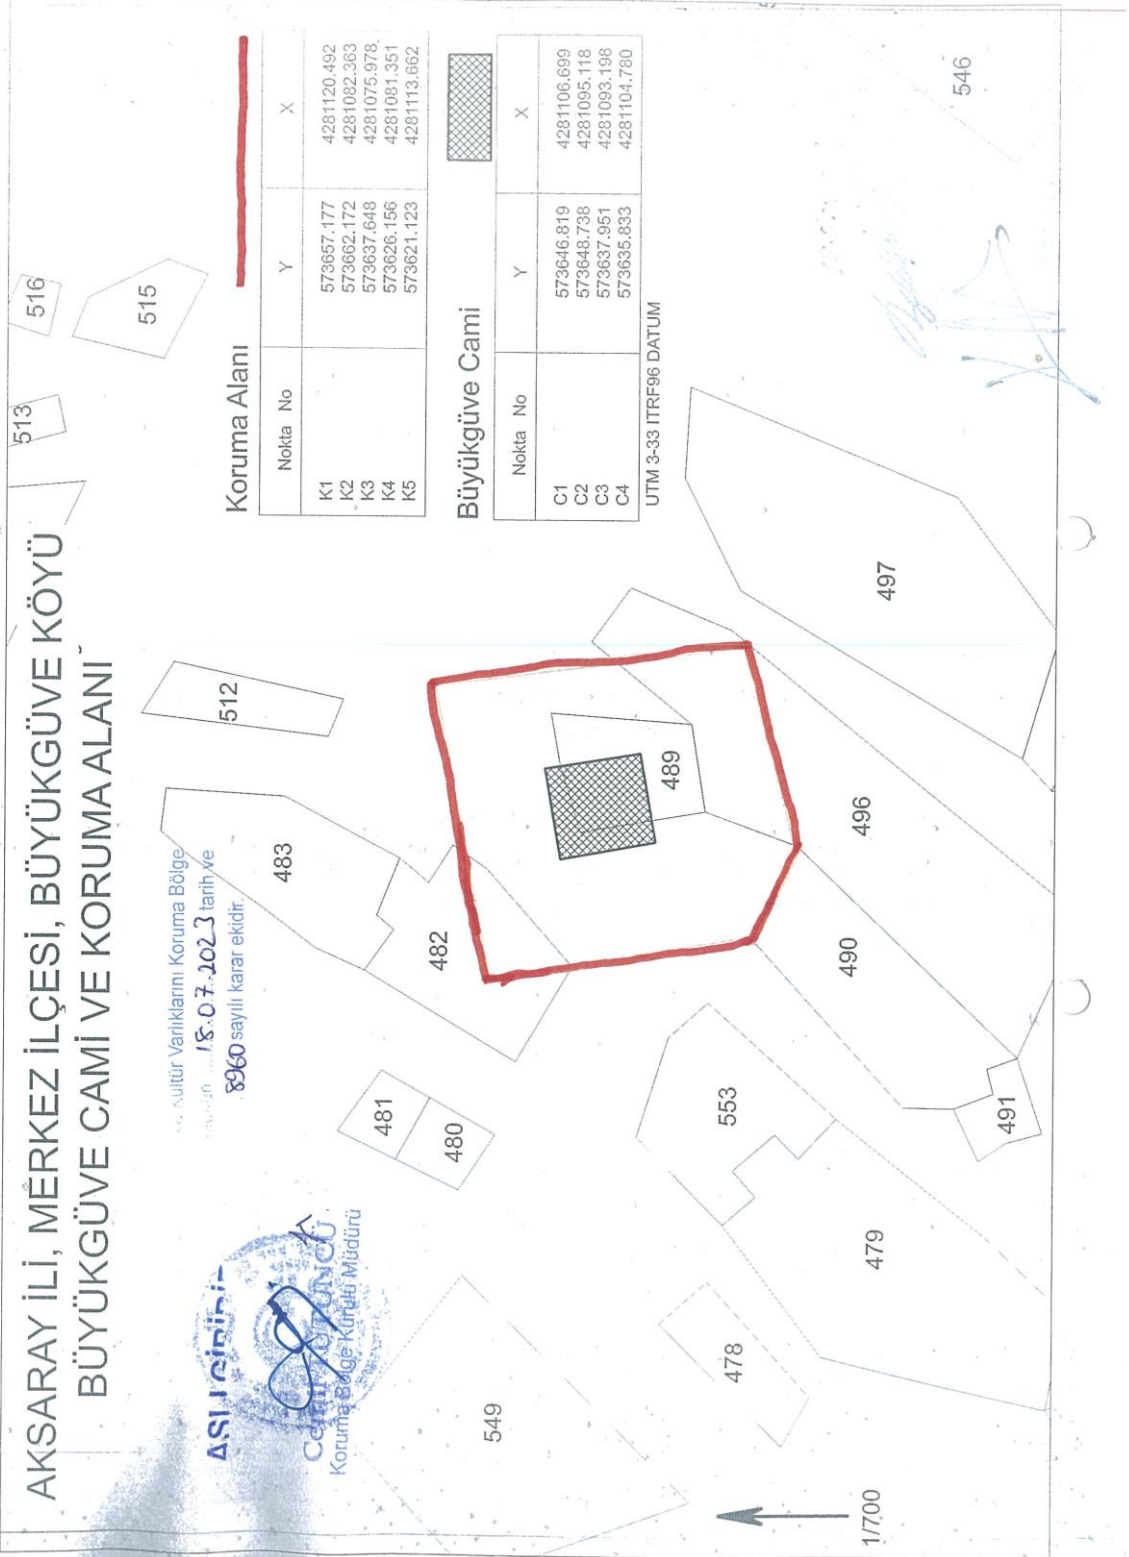 AKSARAY İLİ, MERKEZ İLÇESİ, BÜYÜKGÜVE KÖYÜ
BÜYÜKGÜVE CAMİ VE KORUMA ALANI
Kültür Varlıklarını Koruma Bölge
18.07.2023 tarih ve
8960 sayılı karar ekidir.
ASLI GİBİDİR
Koruma Bölge Kurulu Müdürü
Koruma Alanı
Nokta No Y X
K1 573657.177 4281120.492
K2 573662.172 4281082.363
K3 573637.648 4281075.978
K4 573626.156 4281081.351
K5 573621.123 4281113.662
Büyükgüve Cami
Nokta No Y X
C1 573646.819 4281106.699
C2 573648.738 4281095.118
C3 573637.951 4281093.198
C4 573635.833 4281104.780
UTM 3-33 ITRF96 DATUM
513
516
515
512
483
482
481
480
489
549
553
490
496
497
546
478
479
491
1/700